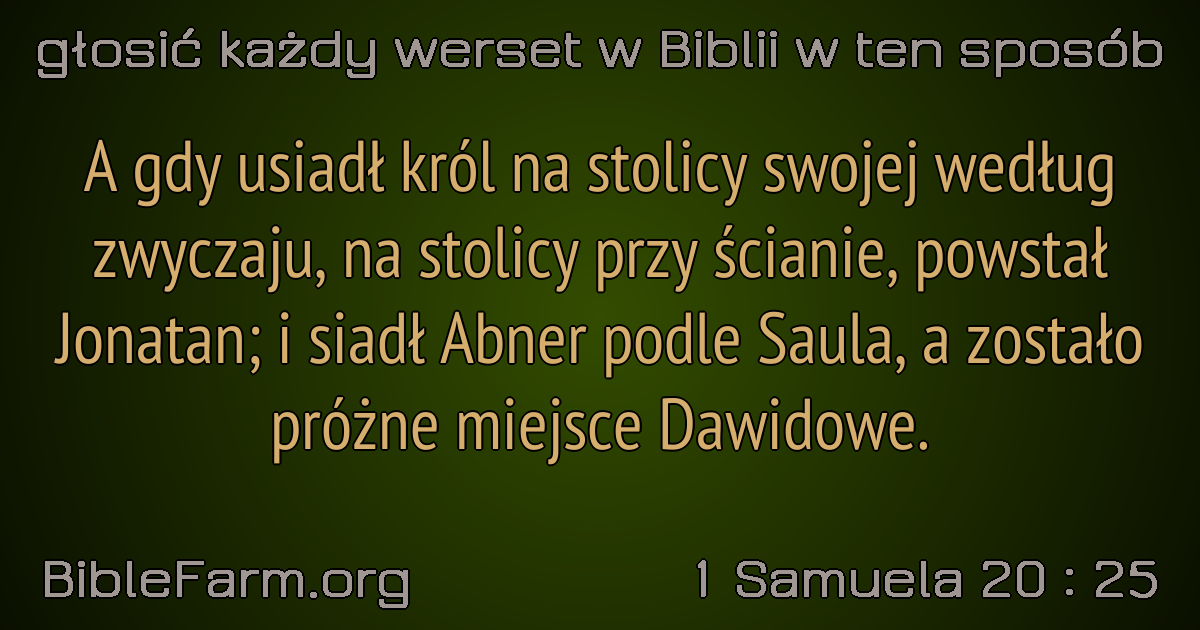 głosić każdy werset w Biblii w ten sposób
A gdy usiadł król na stolicy swojej według
zwyczaju, na stolicy przy ścianie, powstał
Jonatan; i siadł Abner podle Saula, a zostało
próżne miejsce Dawidowe.
BibleFarm.org
1 Samuela 20 : 25